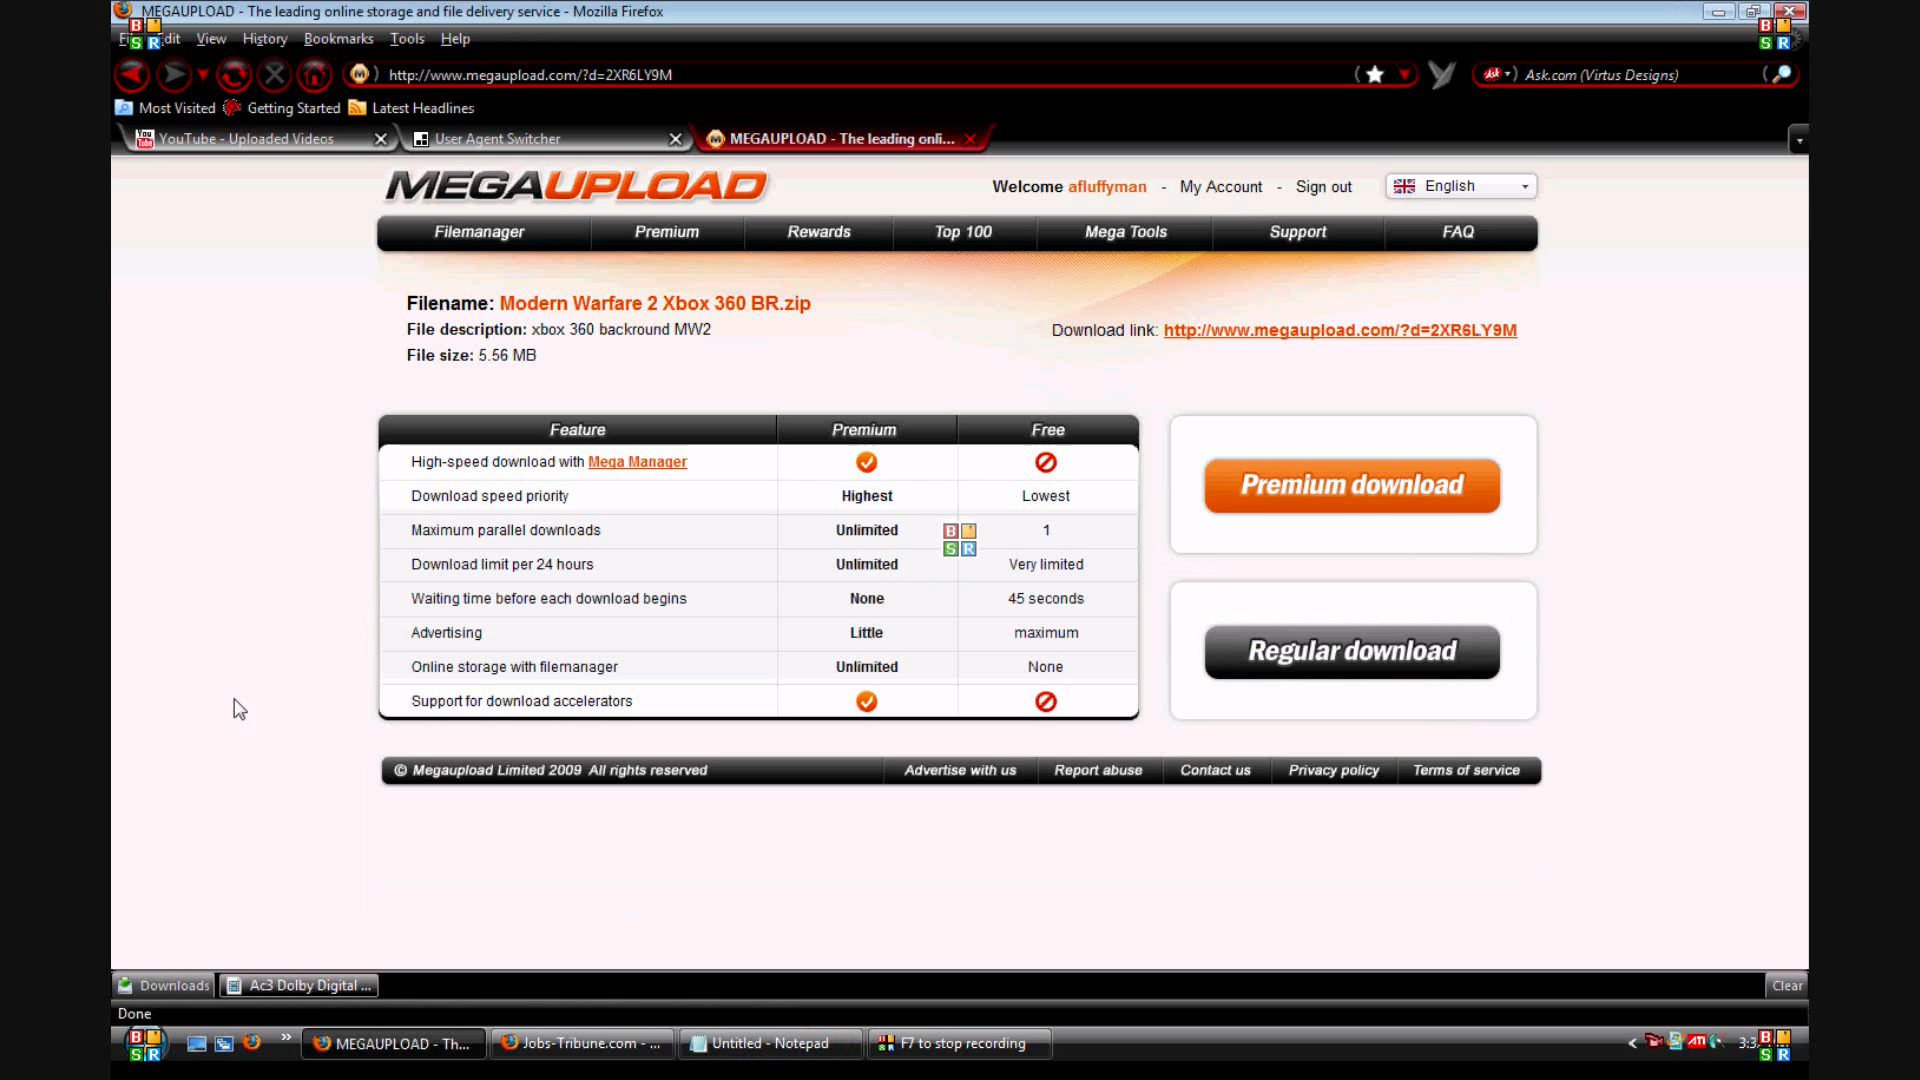 MEGAUPLOAD - The leading online storage and file delivery service - Mozilla Firefox
View History Bookmarks Tools Help
http://www.megaupload.com/?d=2XR6LY9M
Ask.com (Virtus Designs)
Most Visited Getting Started Latest Headlines
YouTube - Uploaded Videos User Agent Switcher MEGAUPLOAD - The leading onli...
MEGAUPLOAD
Welcome afluffyman - My Account - Sign out English
Filemanager Premium Rewards Top 100 Mega Tools Support FAQ
Filename: Modern Warfare 2 Xbox 360 BR.zip
File description: xbox 360 backround MW2
Download link: http://www.megaupload.com/?d=2XR6LY9M
File size: 5.56 MB
Feature Premium Free
High-speed download with Mega Manager
Download speed priority Highest Lowest
Maximum parallel downloads Unlimited 1
Download limit per 24 hours Unlimited Very limited
Waiting time before each download begins None 45 seconds
Advertising Little maximum
Online storage with filemanager Unlimited None
Support for download accelerators
Premium download
Regular download
B S R
© Megaupload Limited 2009 All rights reserved Advertise with us Report abuse Contact us Privacy policy Terms of service
Downloads Ac3 Dolby Digital ... Clear
Done
MEGAUPLOAD - Th... Jobs-Tribune.com - ... Untitled - Notepad F7 to stop recording